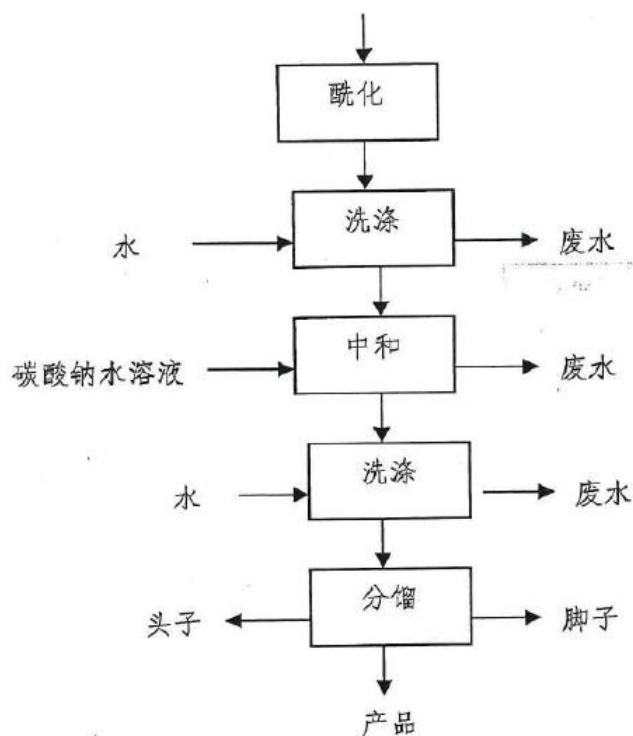 酰化
洗涤
水
废水
中和
碳酸钠水溶液
废水
洗涤
水
废水
分馏
头子
脚子
产品